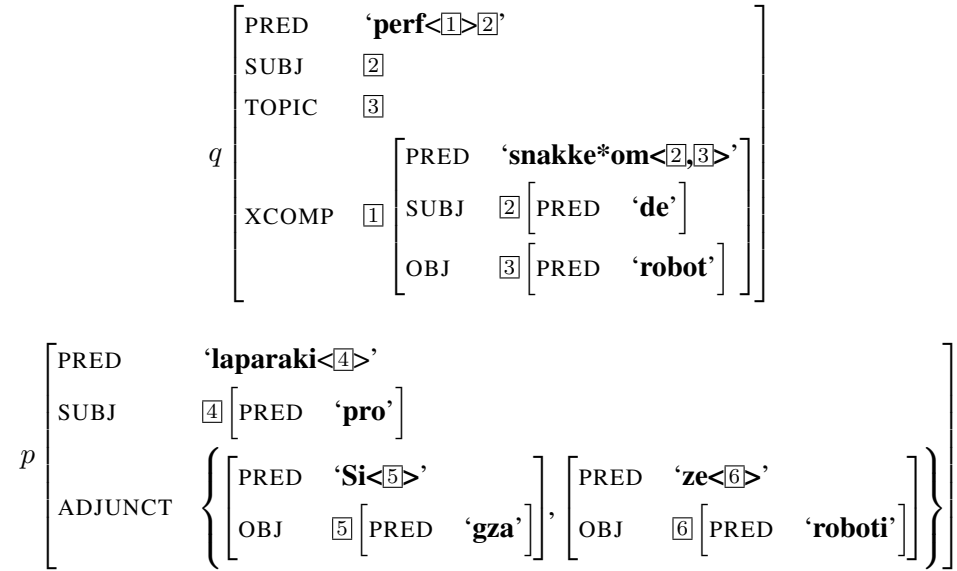 PRED ‘perf<1>2’
SUBJ 2
TOPIC 3
q
XCOMP 1
PRED ‘snakke*om<2,3>’
SUBJ 2 [PRED ‘de’]
OBJ 3 [PRED ‘robot’]
PRED ‘laparaki<4>’
SUBJ 4 [PRED ‘pro’]
p
ADJUNCT
PRED ‘Si<5>’
OBJ 5 [PRED ‘gza’]
,
PRED ‘ze<6>’
OBJ 6 [PRED ‘roboti’]